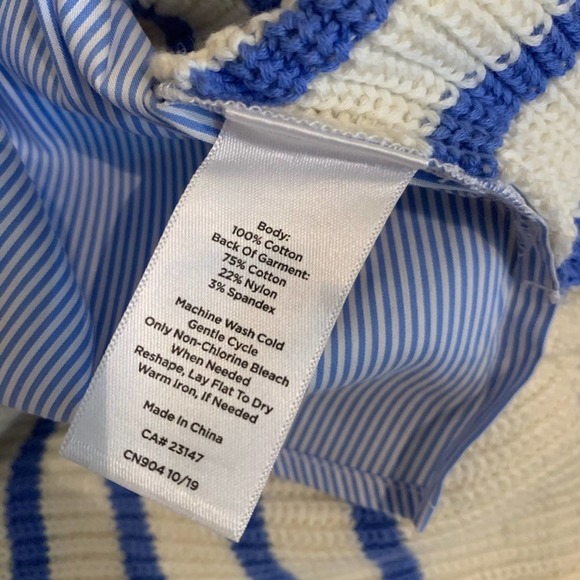 Body:
100% Cotton
Back Of Garment:
75% Cotton
22% Nylon
3% Spandex
Machine Wash Cold
Gentle Cycle
Only Non-Chlorine Bleach
When Needed
Reshape, Lay Flat To Dry
Warm Iron, If Needed
Made In China
CA# 23147
CN904 10/19